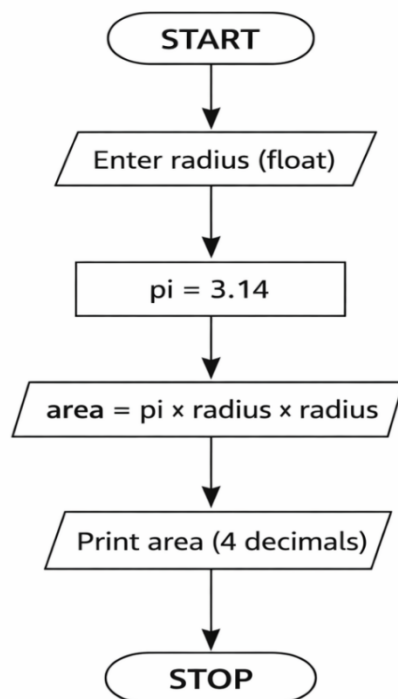 START
Enter radius (float)
pi = 3.14
area = pi × radius × radius
Print area (4 decimals)
STOP